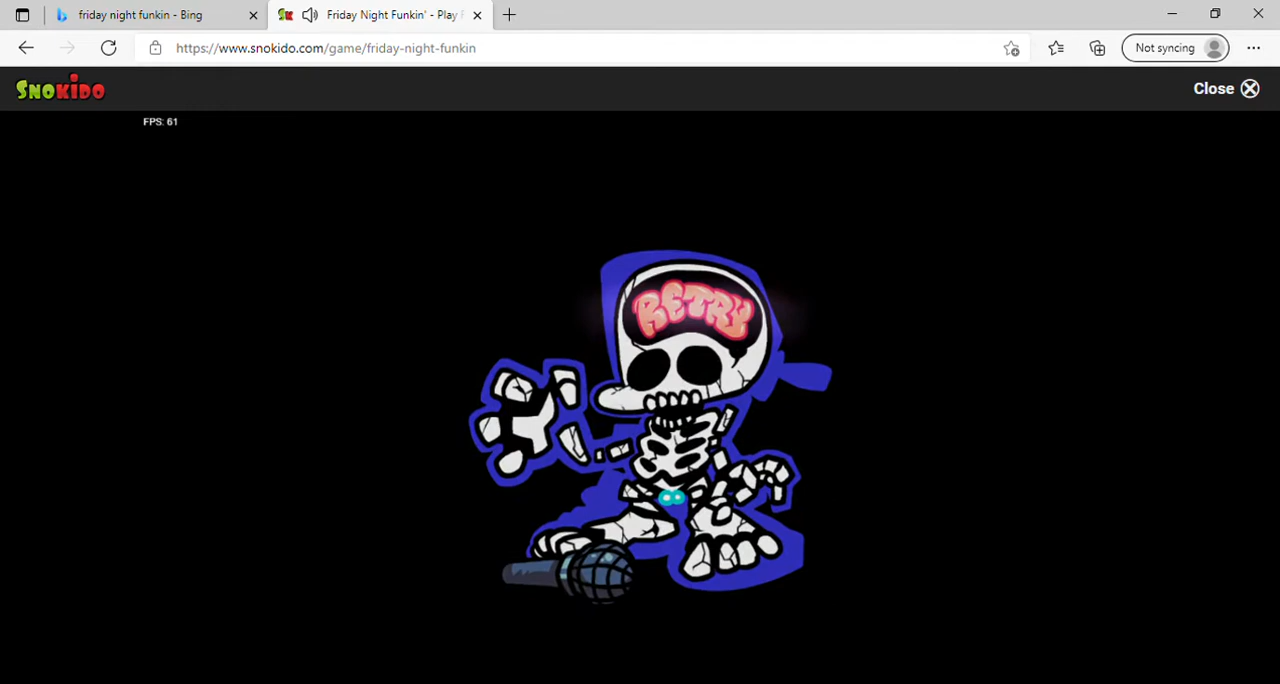 friday night funkin - Bing
Friday Night Funkin' - Play F
https://www.snokido.com/game/friday-night-funkin
Not syncing
SNOKIDO
Close
FPS: 61
RETRY